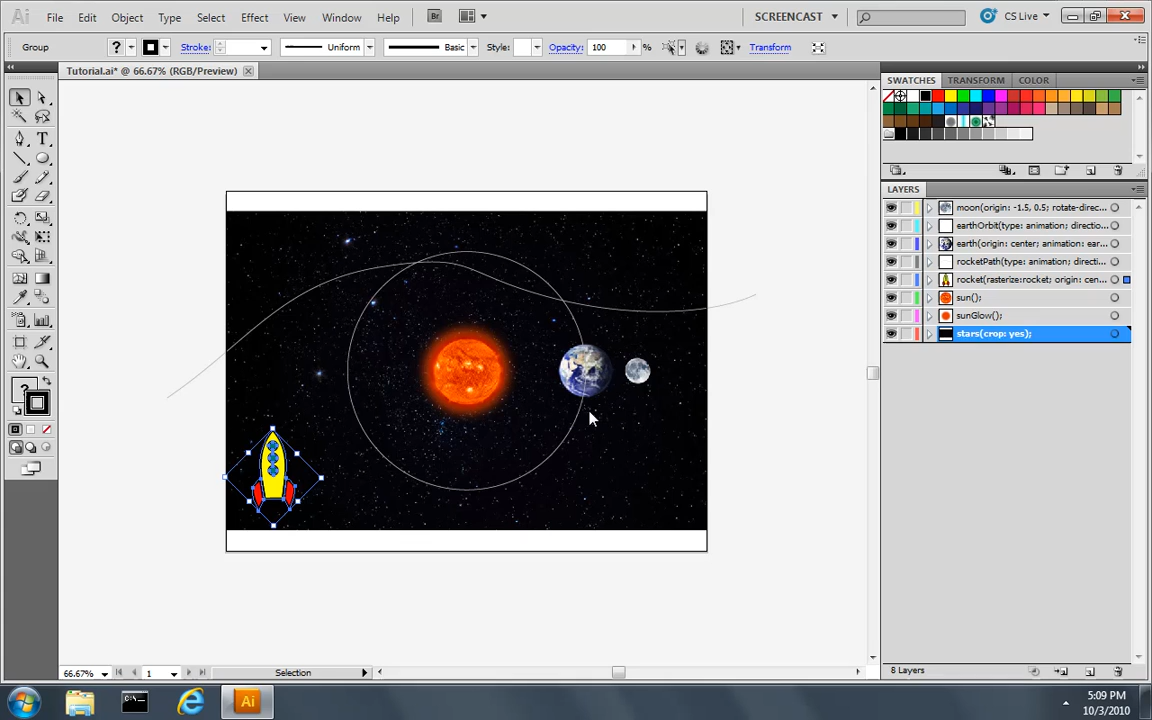 Ai File Edit Object Type Select Effect View Window Help Br SCREENCAST CS Live
Group ? Stroke: Uniform Basic Style: Opacity: 100 % Transform
Tutorial.ai* @ 66.67% (RGB/Preview)
SWATCHES TRANSFORM COLOR
T
?
LAYERS
moon(origin: -1.5, 0.5; rotate-direc...
earthOrbit(type: animation; directio...
earth(origin: center; animation: ear...
rocketPath(type: animation; directi...
rocket(rasterize:rocket; origin: cen...
sun();
sunGlow();
stars(crop: yes);
66.67% 1 Selection
8 Layers
Ai
5:09 PM
10/3/2010